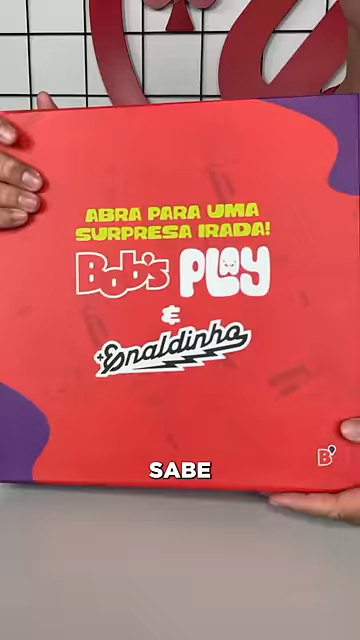 ABRA PARA UMA
SURPRESA IRADA!
Bob's PLAY
&
Enaldinho
B
SABE